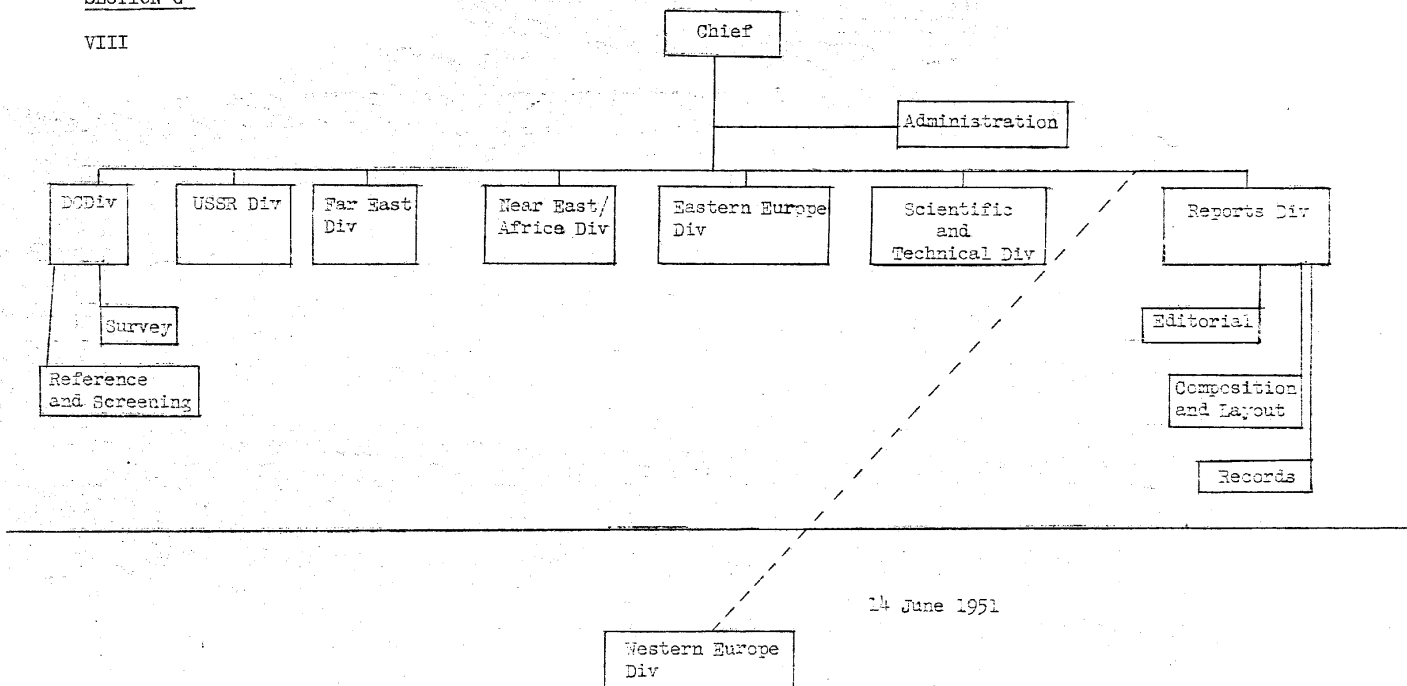 VIII
Chief
Administration
DCDiv
USSR Div
Far East
Div
Near East/
Africa Div
Eastern Europe
Div
Scientific
and
Technical Div
Reports Div
Survey
Reference
and Screening
Editorial
Composition
and Layout
Records
14 June 1951
Western Europe
Div